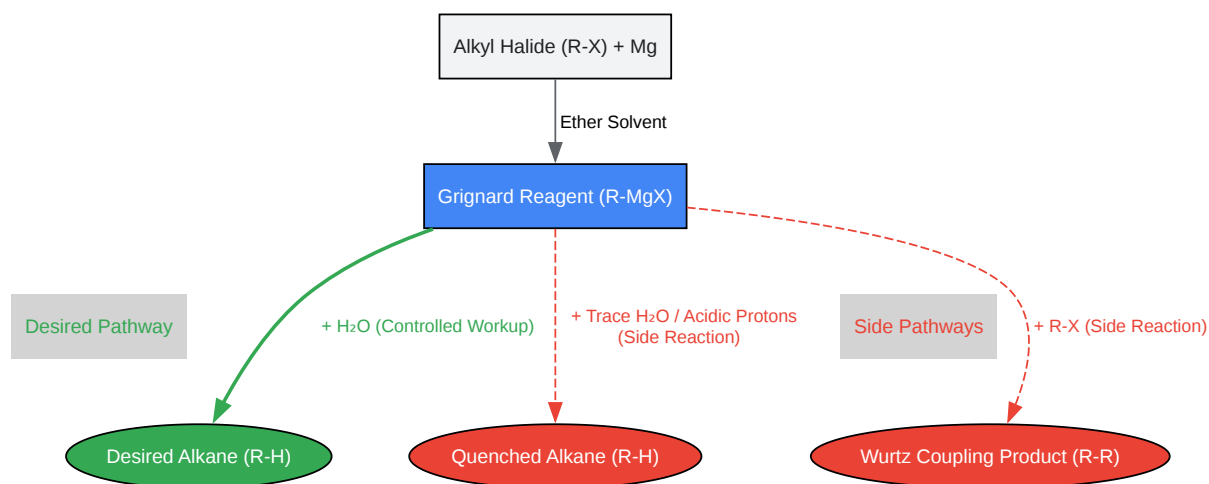 Alkyl Halide (R-X) + Mg
Ether Solvent
Grignard Reagent (R-MgX)
Desired Pathway
+ H₂O (Controlled Workup)
+ Trace H₂O / Acidic Protons
(Side Reaction)
Side Pathways
+ R-X (Side Reaction)
Desired Alkane (R-H)
Quenched Alkane (R-H)
Wurtz Coupling Product (R-R)